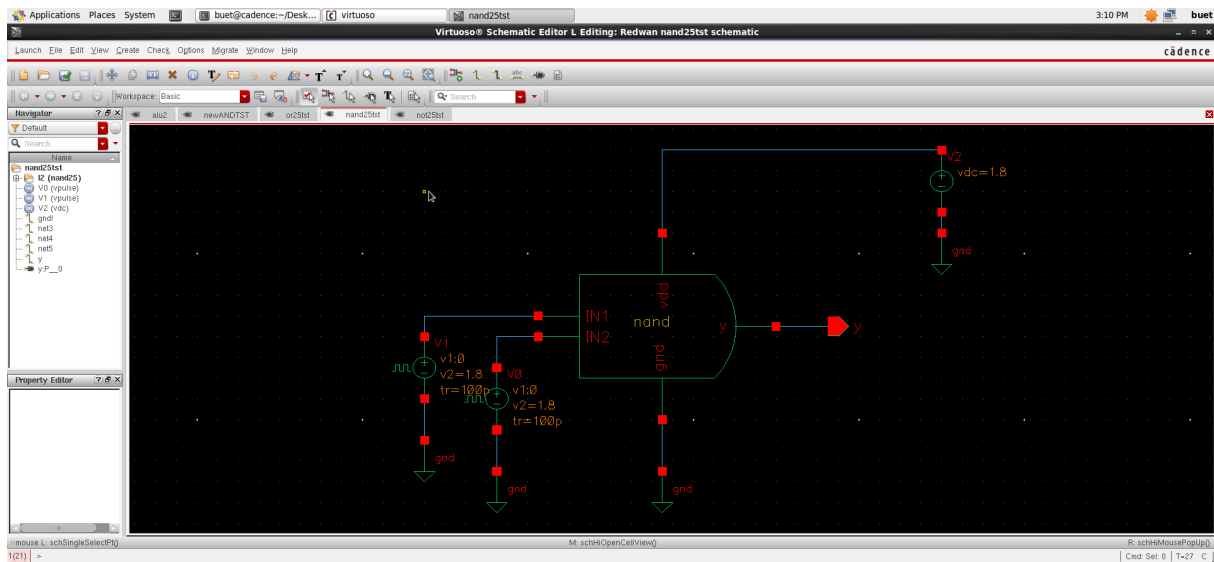 Applications Places System
buet@cadence:~/Desk...
virtuoso
nand25tst
3:10 PM
buet
Virtuoso® Schematic Editor L Editing: Redwan nand25tst schematic
Launch File Edit View Create Check Options Migrate Window Help
cādence
Workspace: Basic
Search
Navigator
alu2
newANDTST
or25tst
nand25tst
not25tst
Default
Search
Name
nand25tst
I2 (nand25)
V0 (vpulse)
V1 (vpulse)
V2 (vdc)
gnd!
net3
net4
net5
y
y:P__0
Property Editor
V2
vdc=1.8
gnd
vdd
IN1
nand
IN2
y
y
gnd
V1
v1:0
v2=1.8
tr=100p
V0
v1:0
v2=1.8
tr=100p
gnd
gnd
gnd
mouse L: schSingleSelectPt()
M: schHiOpenCellView()
R: schHiMousePopUp()
1(21) >
Cmd: Sel: 0 T=27 C